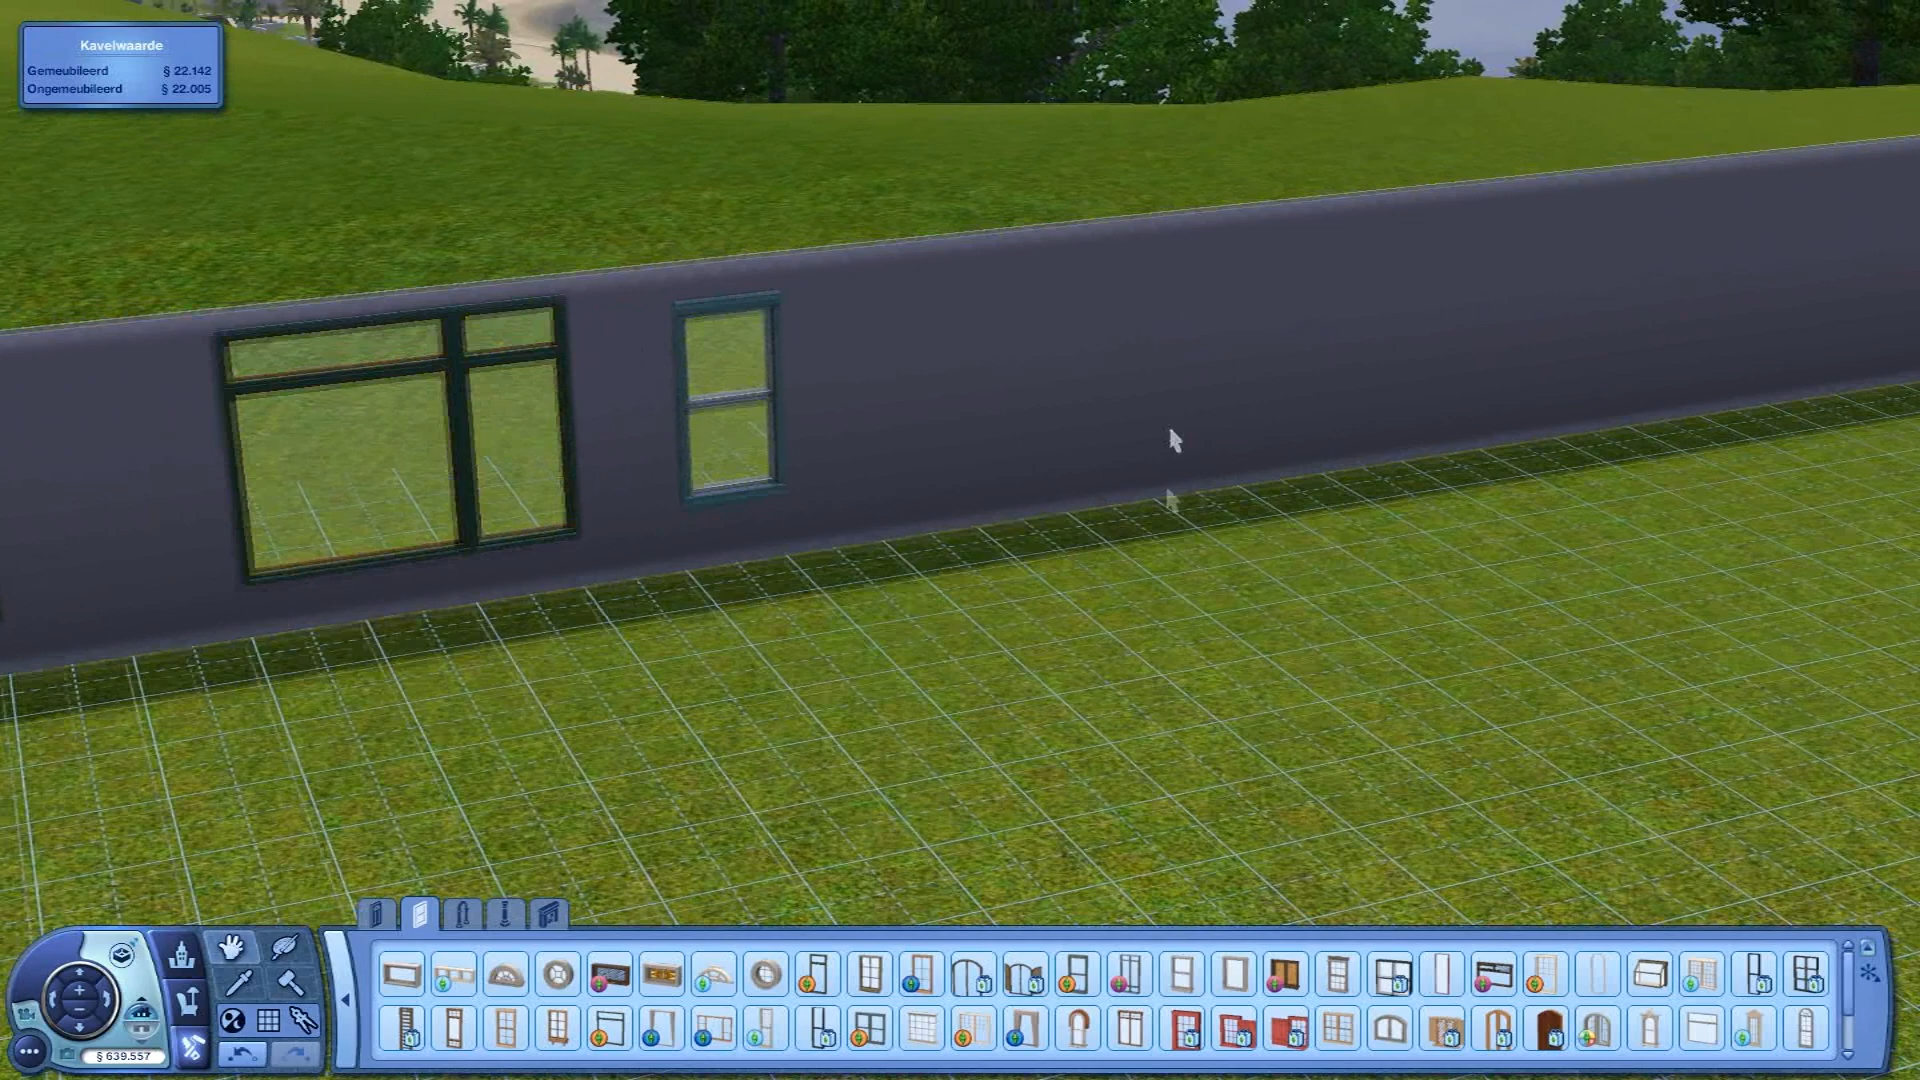 Kavelwaarde
Gemeubileerd § 22.142
Ongemeubileerd § 22.005
§ 639.557